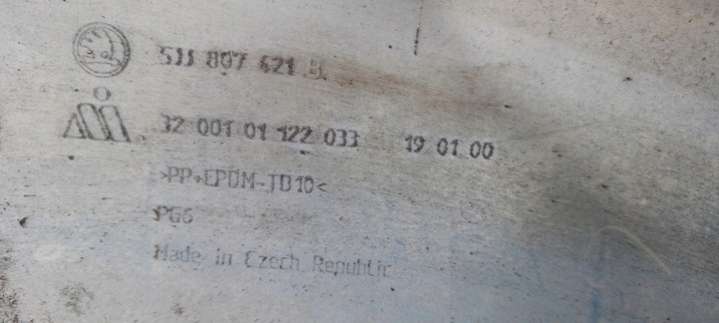 5JJ 807 421
32 001 01 122 033 19 01 00
>PP+EPDM-TD10<
PG6
Made in Czech Republic